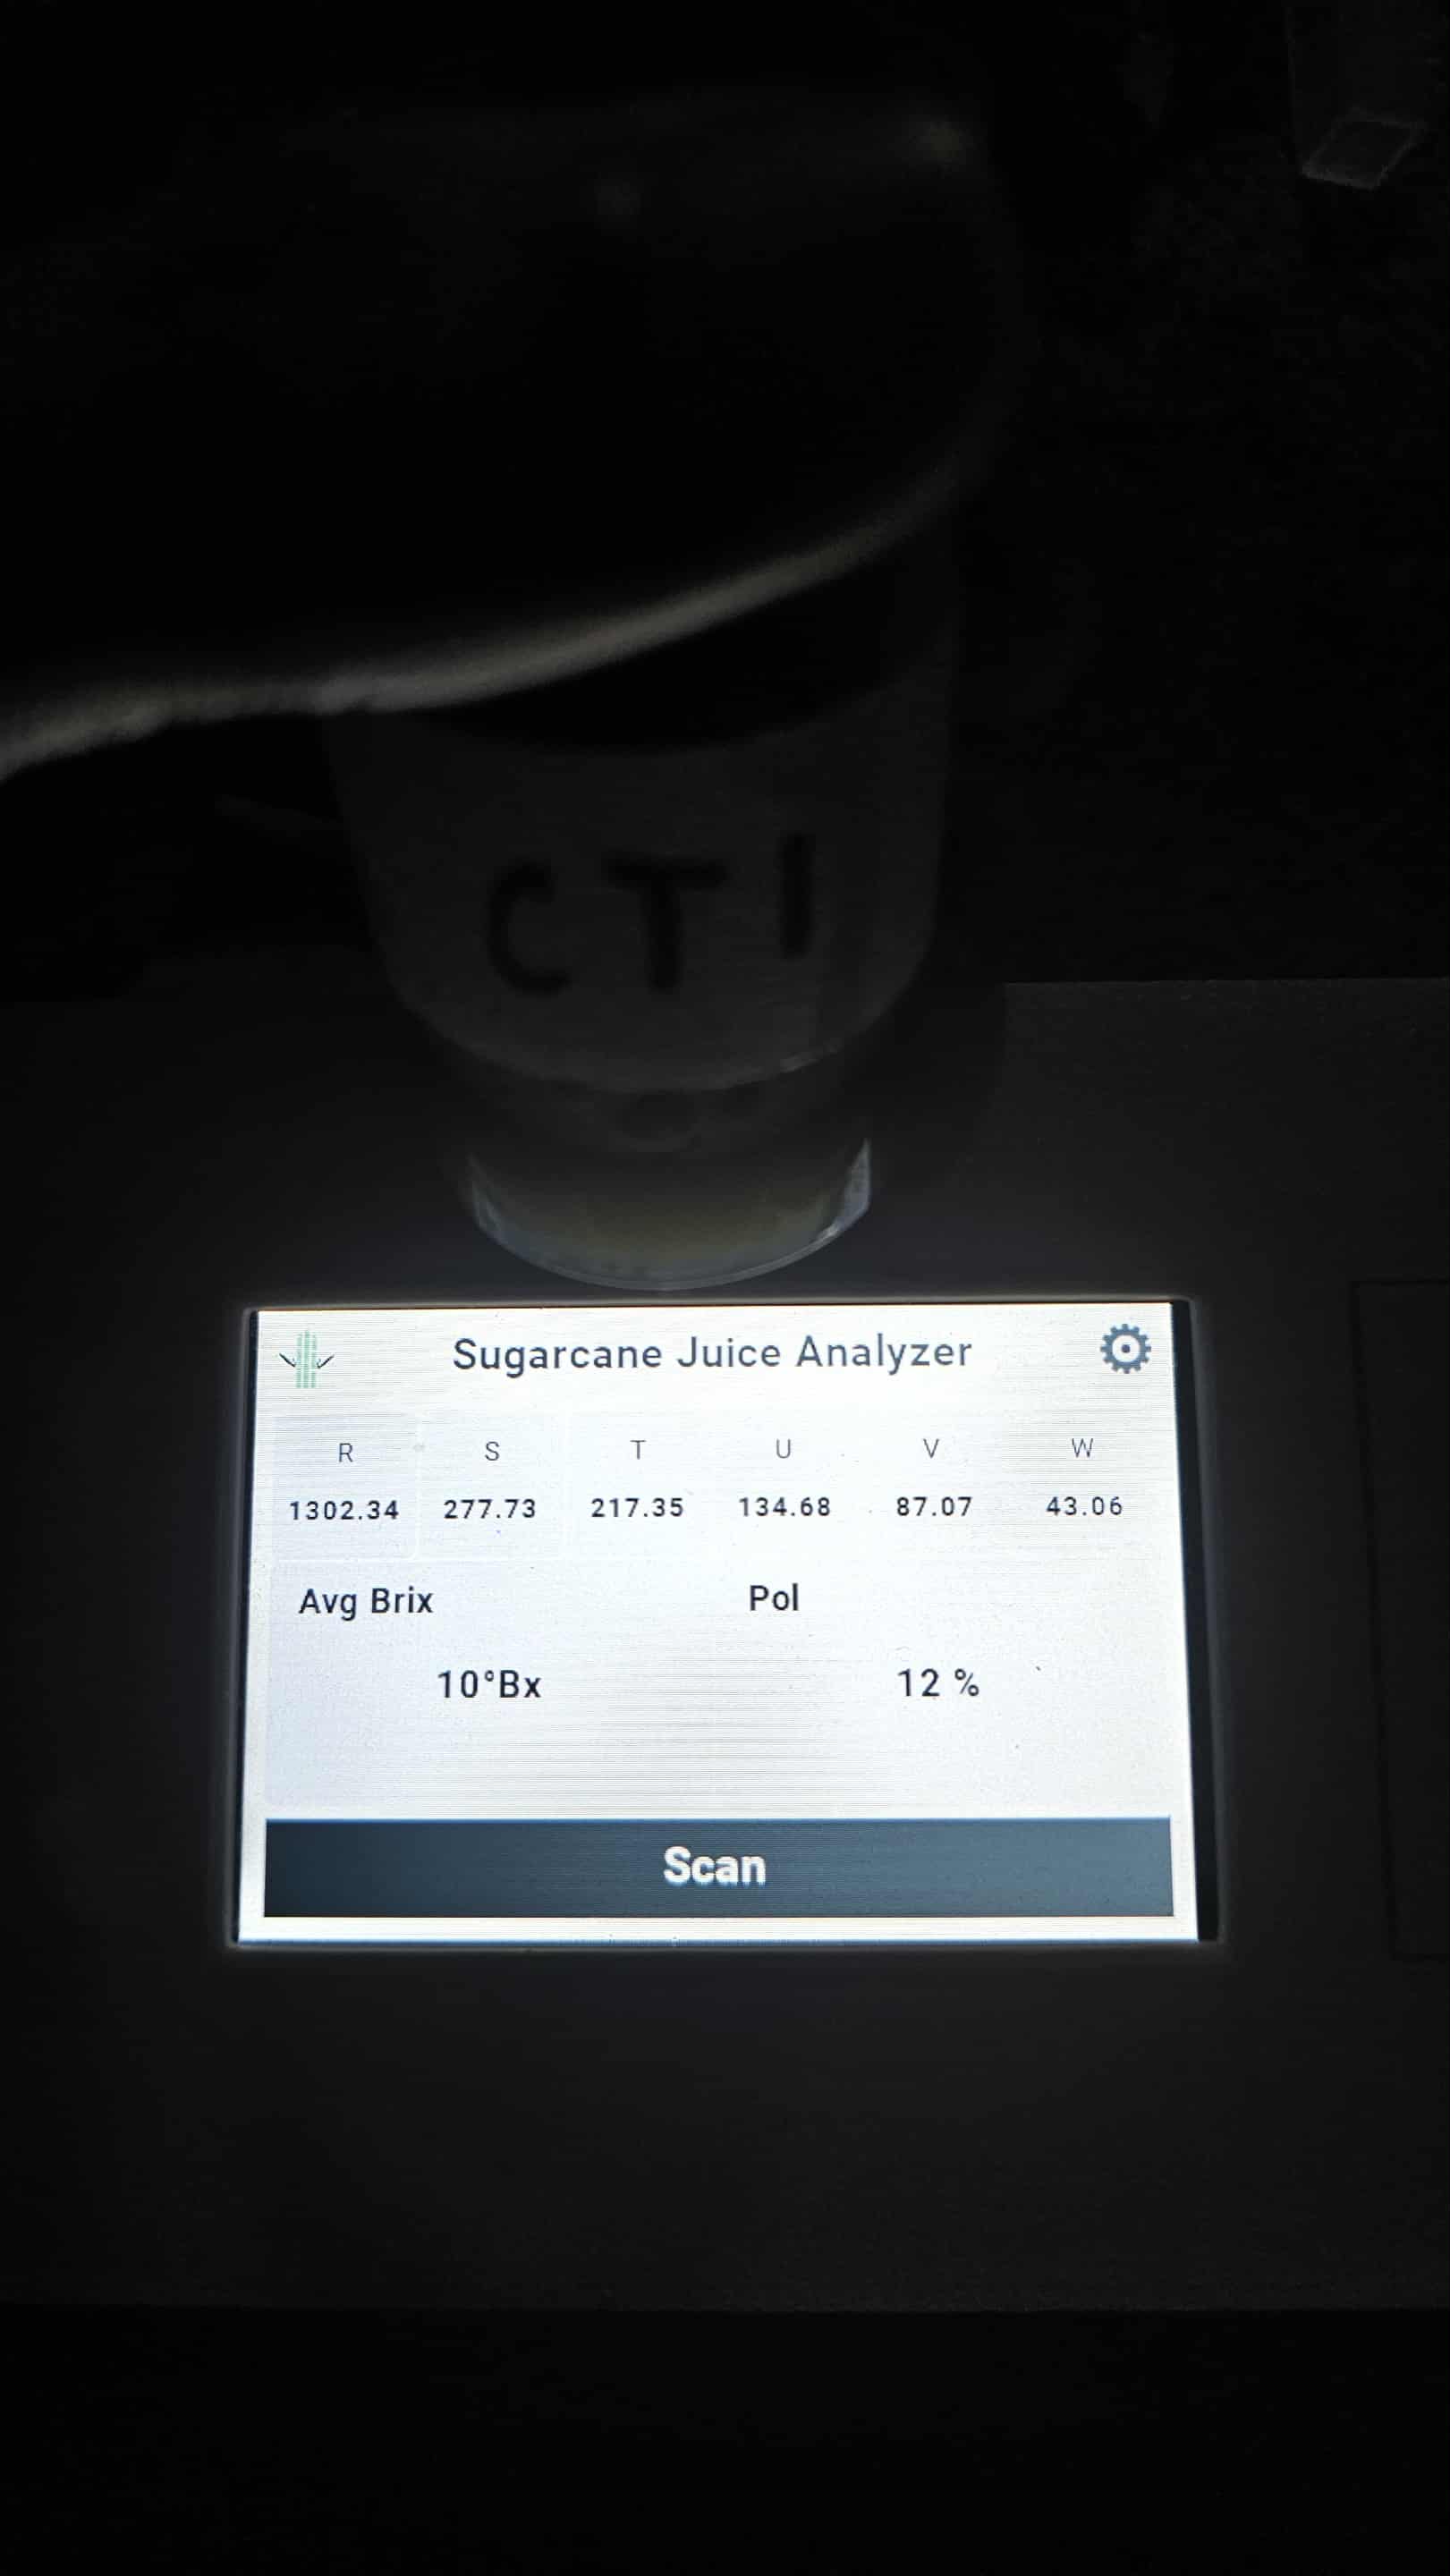 CT1
Sugarcane Juice Analyzer
R S T U V W
1302.34 277.73 217.35 134.68 87.07 43.06
Avg Brix Pol
10°Bx 12 %
Scan